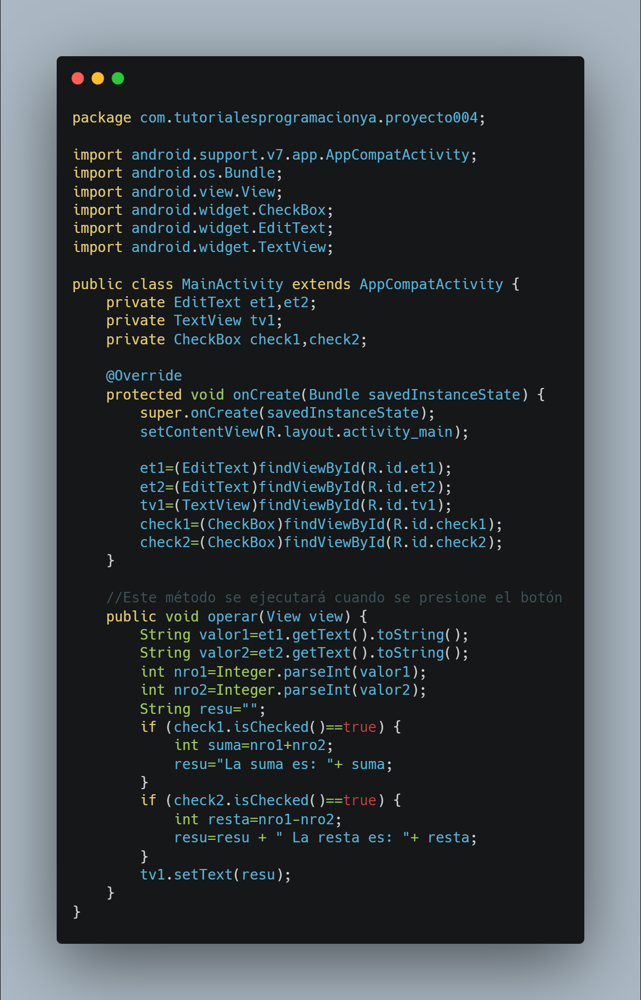 package com.tutorialesprogramacionya.proyecto004;

import android.support.v7.app.AppCompatActivity;
import android.os.Bundle;
import android.view.View;
import android.widget.CheckBox;
import android.widget.EditText;
import android.widget.TextView;

public class MainActivity extends AppCompatActivity {
    private EditText et1,et2;
    private TextView tv1;
    private CheckBox check1,check2;

    @Override
    protected void onCreate(Bundle savedInstanceState) {
        super.onCreate(savedInstanceState);
        setContentView(R.layout.activity_main);

        et1=(EditText)findViewById(R.id.et1);
        et2=(EditText)findViewById(R.id.et2);
        tv1=(TextView)findViewById(R.id.tv1);
        check1=(CheckBox)findViewById(R.id.check1);
        check2=(CheckBox)findViewById(R.id.check2);
    }

    //Este método se ejecutará cuando se presione el botón
    public void operar(View view) {
        String valor1=et1.getText().toString();
        String valor2=et2.getText().toString();
        int nro1=Integer.parseInt(valor1);
        int nro2=Integer.parseInt(valor2);
        String resu="";
        if (check1.isChecked()==true) {
            int suma=nro1+nro2;
            resu="La suma es: "+ suma;
        }
        if (check2.isChecked()==true) {
            int resta=nro1-nro2;
            resu=resu + " La resta es: "+ resta;
        }
        tv1.setText(resu);
    }
}